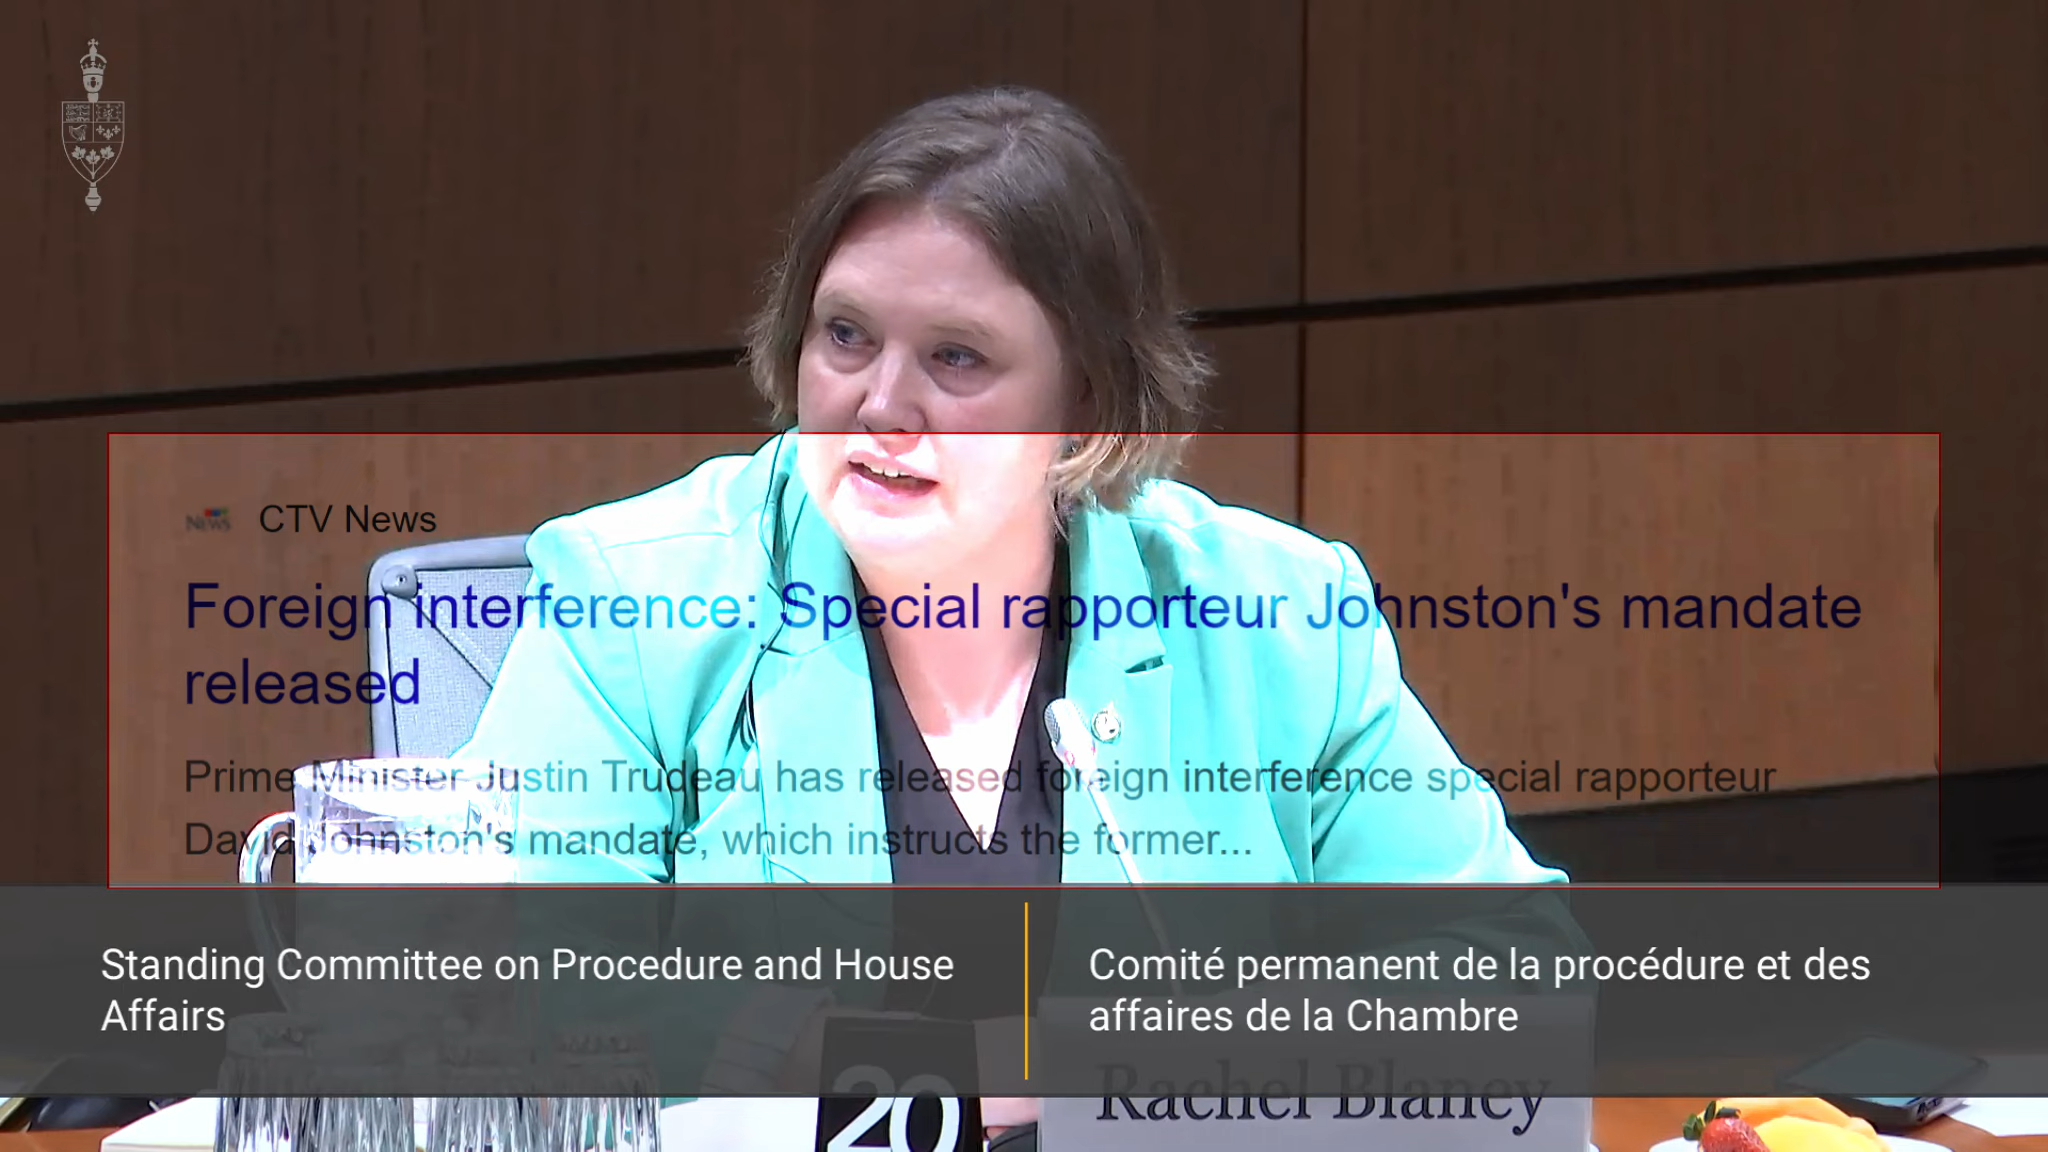 NEWS CTV News
Foreign interference: Special rapporteur Johnston's mandate
released
Prime Minister Justin Trudeau has released foreign interference special rapporteur
David Johnston's mandate, which instructs the former...
Standing Committee on Procedure and House
Affairs
Comité permanent de la procédure et des
affaires de la Chambre
Rachel Blaney
20